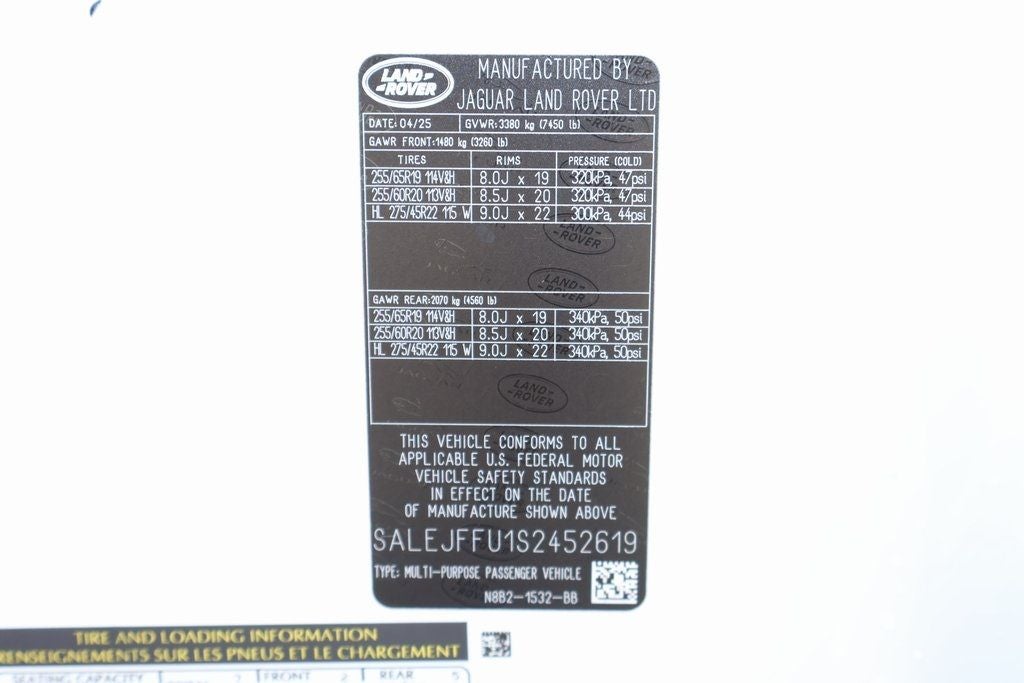 LAND-
-ROVER
MANUFACTURED BY
JAGUAR LAND ROVER LTD
DATE: 04/25 GVWR:3380 kg (7450 lb)
GAWR FRONT:1480 kg (3260 lb)
TIRES RIMS PRESSURE (COLD)
255/65R19 114V&H 8.0J x 19 320kPa, 47psi
255/60R20 113V&H 8.5J x 20 320kPa, 47psi
HL 275/45R22 115 W 9.0J x 22 300kPa, 44psi
LAND-
-ROVER
LAND-
-ROVER
GAWR REAR:2070 kg (4560 lb)
255/65R19 114V&H 8.0J x 19 340kPa, 50psi
255/60R20 113V&H 8.5J x 20 340kPa, 50psi
HL 275/45R22 115 W 9.0J x 22 340kPa, 50psi
LAND-
-ROVER
THIS VEHICLE CONFORMS TO ALL
APPLICABLE U.S. FEDERAL MOTOR
VEHICLE SAFETY STANDARDS
IN EFFECT ON THE DATE
OF MANUFACTURE SHOWN ABOVE
SALEJFFU1S2452619
TYPE: MULTI-PURPOSE PASSENGER VEHICLE
N8B2-1532-BB
TIRE AND LOADING INFORMATION
RENSEIGNEMENTS SUR LES PNEUS ET LE CHARGEMENT
SEATING CAPACITY 7 FRONT 2 REAR 5